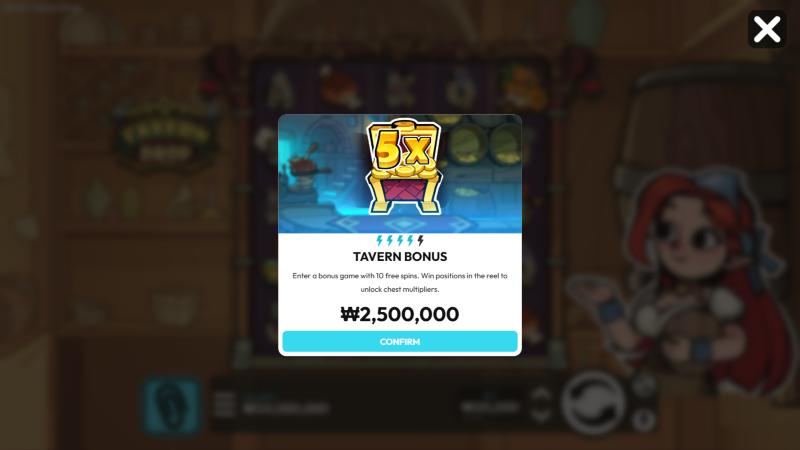 5X
TAVERN BONUS
Enter a bonus game with 10 free spins. Win positions in the reel to
unlock chest multipliers.
₩2,500,000
CONFIRM